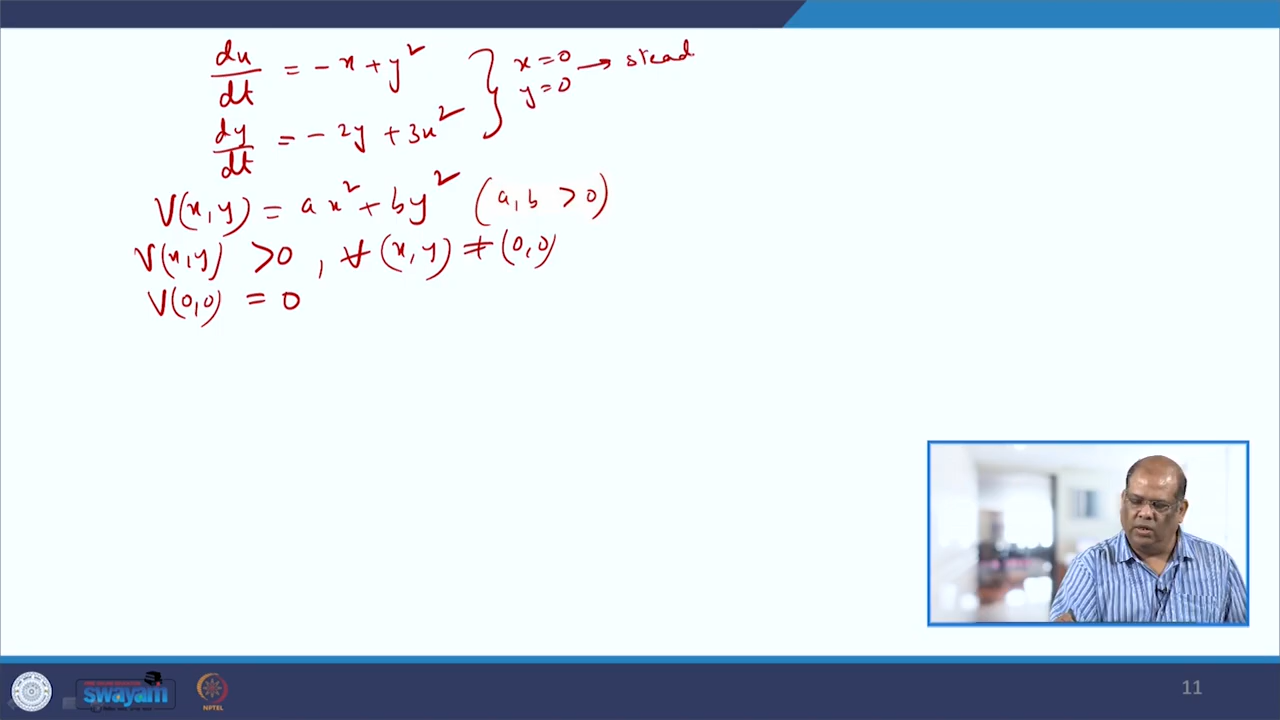 dx/dt = -x + y² } x=0 → stead
y=0
dy/dt = -2y + 3x²
V(x,y) = ax² + by² (a, b > 0)
V(x,y) > 0, ∀ (x,y) ≠ (0,0)
V(0,0) = 0
swayam
NPTEL
11